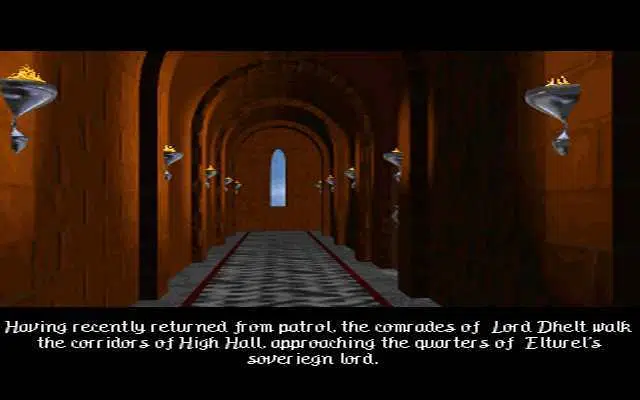 Having recently returned from patrol, the comrades of Lord Dhelt walk
the corridors of High Hall, approaching the quarters of Elturel's
soveriegn lord.